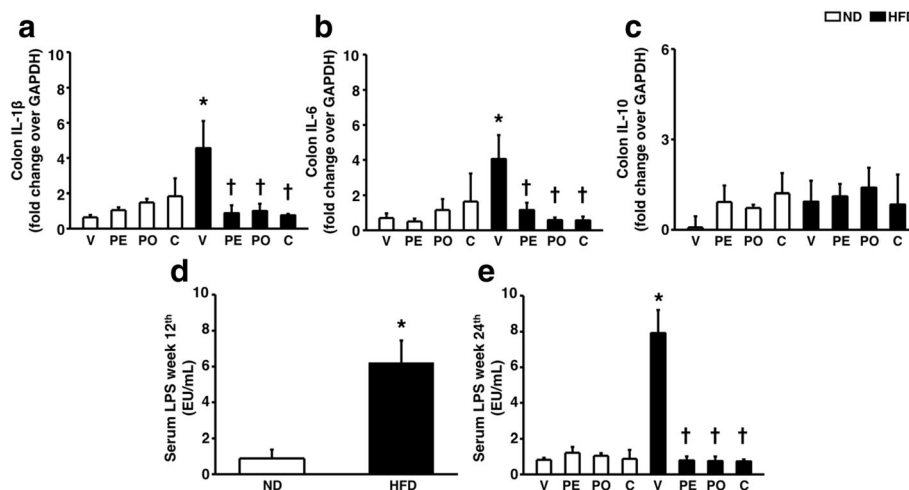 ND HFD
a
Colon IL-1β
(fold change over GAPDH)
10
8
6
4
2
0
*
† † †
V PE PO C V PE PO C
b
Colon IL-6
(fold change over GAPDH)
10
8
6
4
2
0
*
† † †
V PE PO C V PE PO C
c
Colon IL-10
(fold change over GAPDH)
6
3
0
V PE PO C V PE PO C
d
Serum LPS week 12th
(EU/mL)
10
8
6
4
2
0
*
ND HFD
e
Serum LPS week 24th
(EU/mL)
10
8
6
4
2
0
*
† † †
V PE PO C V PE PO C